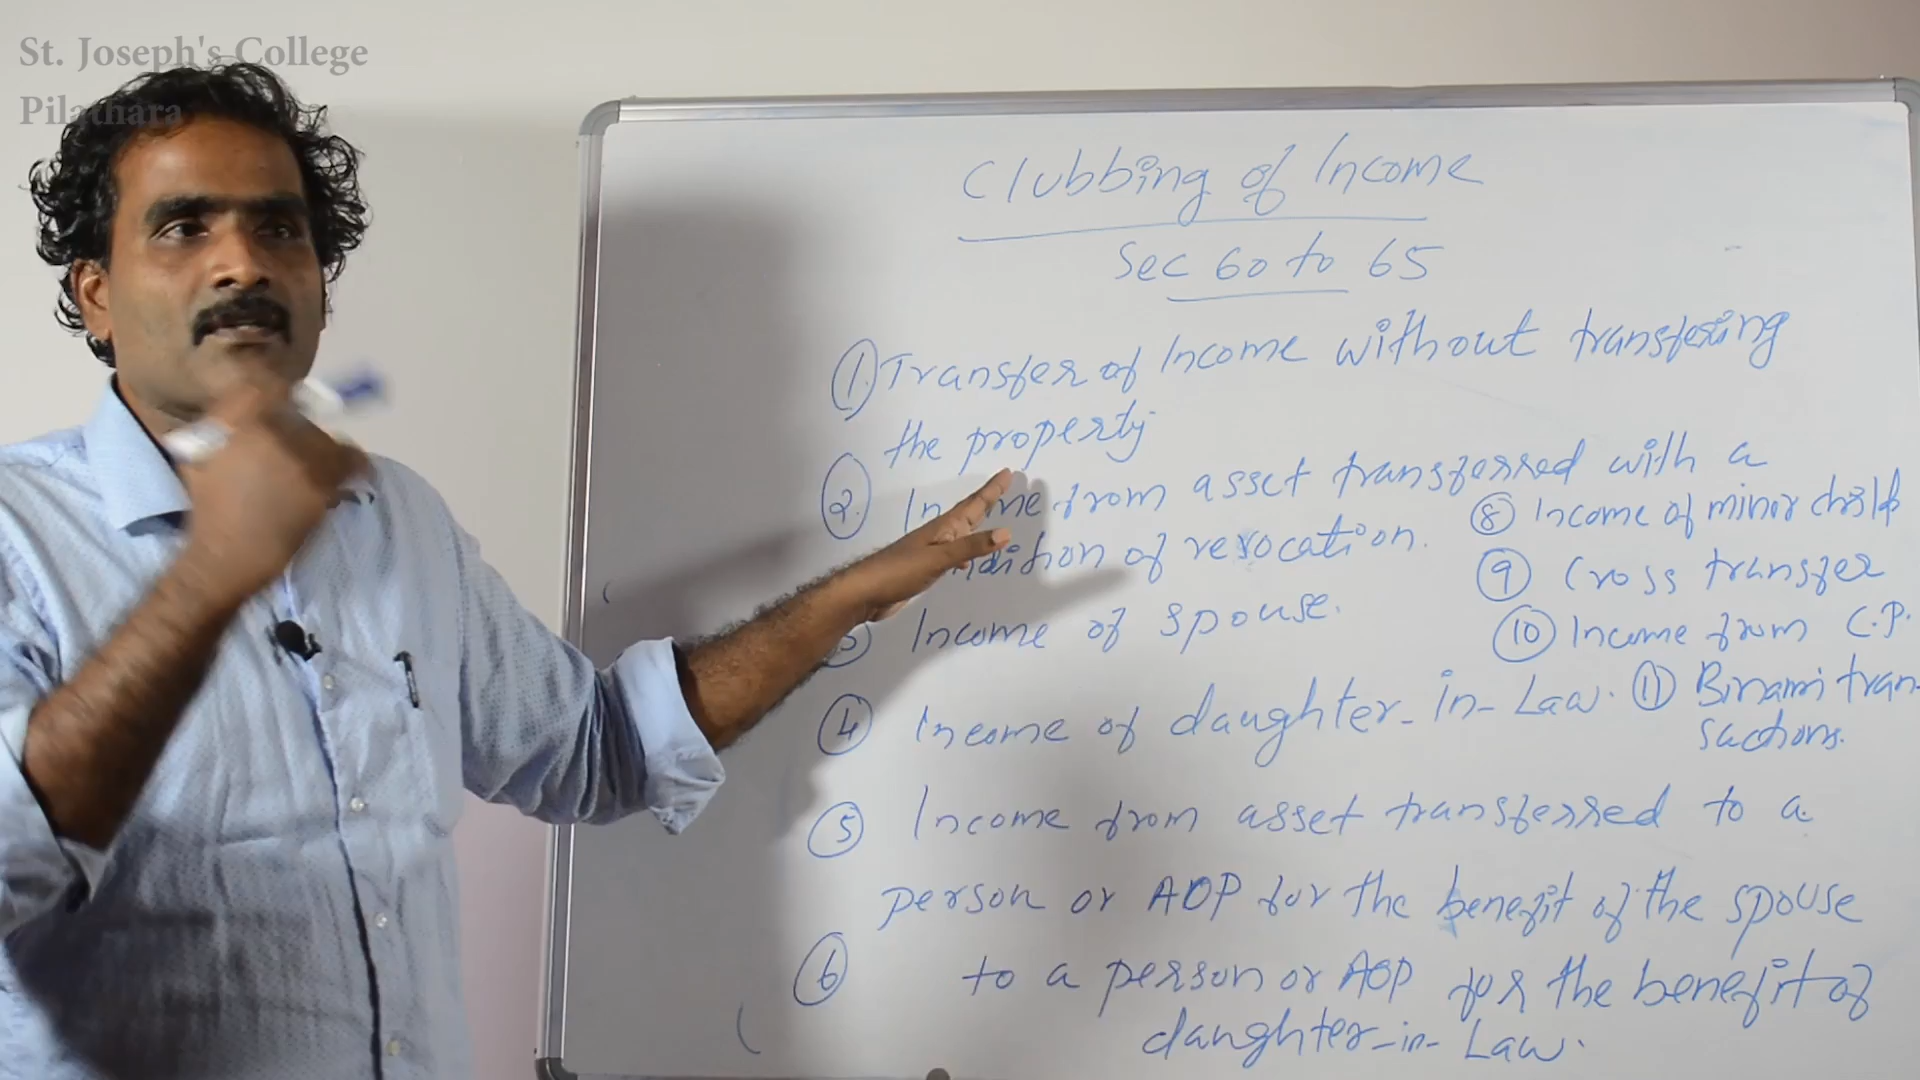 St. Joseph's College
Pilathara
Clubbing of Income
Sec 60 to 65
1. Transfer of Income without transfering
the property
2. Income from asset transferred with a
condition of revocation.
3 Income of spouse.
4 Income of daughter-in-Law.
5 Income from asset transferred to a
person or AOP for the benefit of the spouse
6 to a person or AOP for the benefit of
daughter-in-Law.
8 Income of minor child
9 Cross transfer
10 Income from C.P.
11 Binami tran-
sactions.